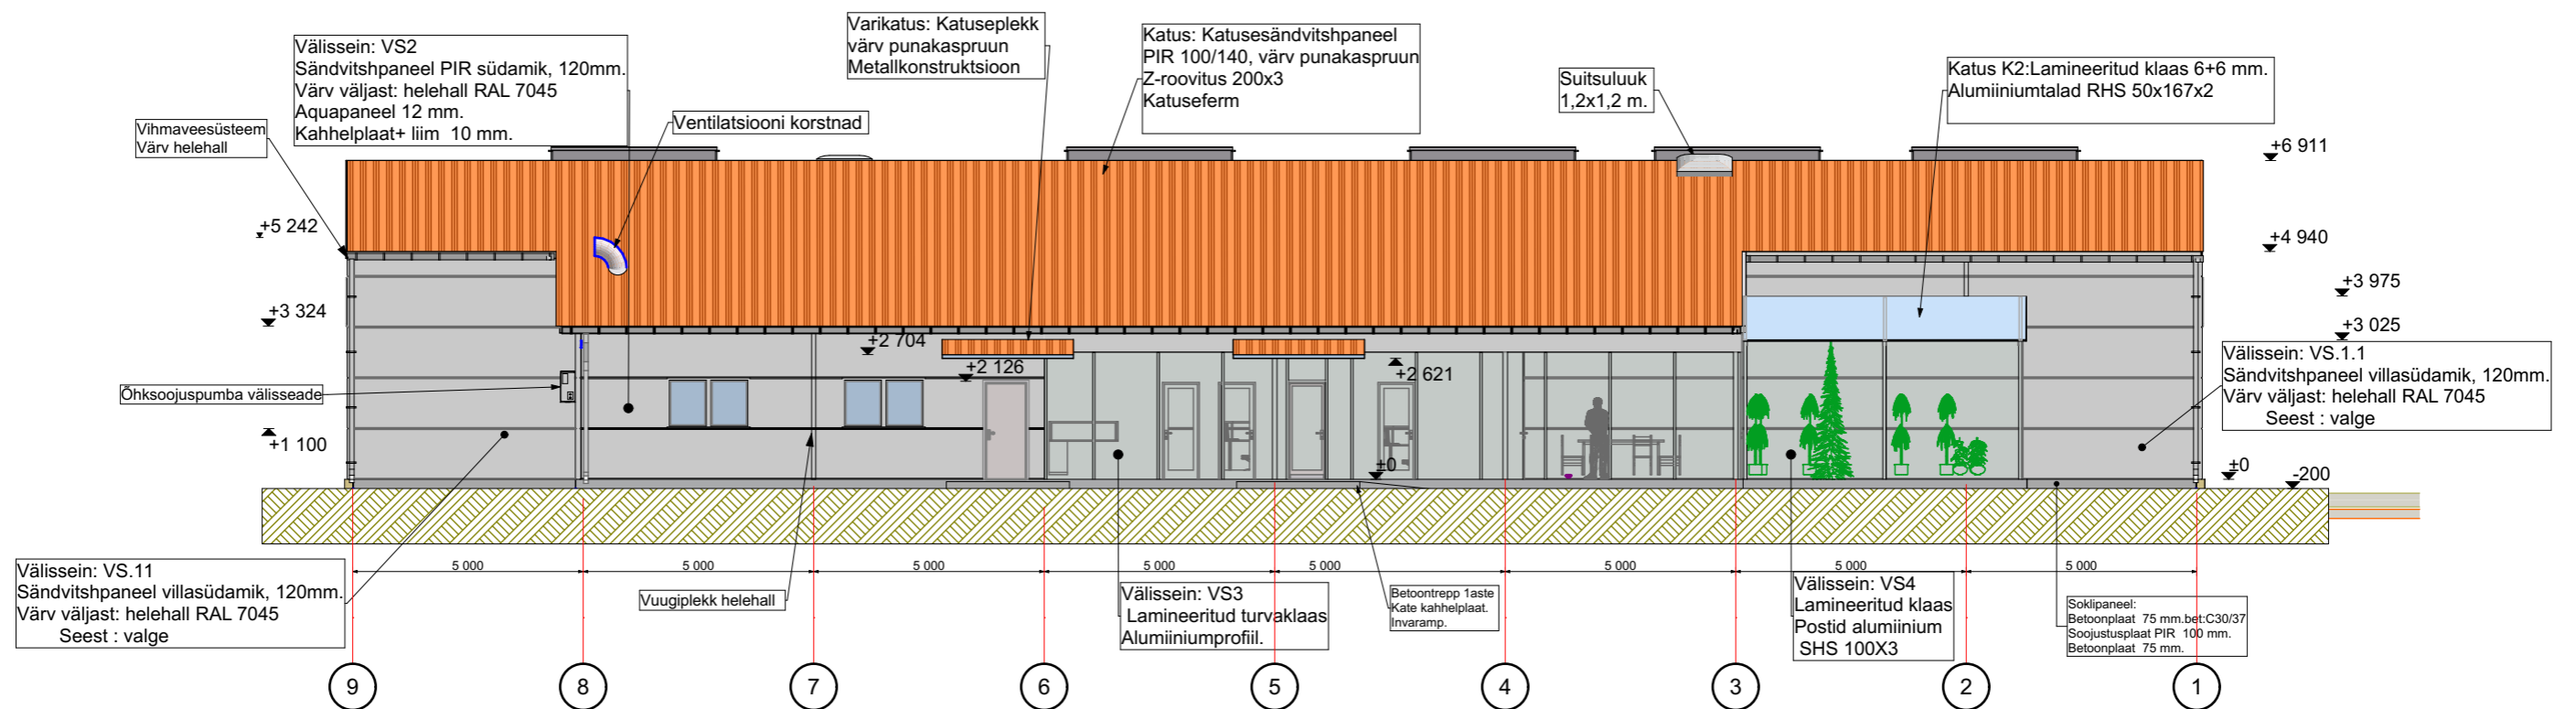 Välissein: VS2
Sändvitshpaneel PIR südamik, 120mm.
Värv väljast: helehall RAL 7045
Aquapaneel 12 mm.
Kahhelplaat+ liim  10 mm.
Varikatus: Katuseplekk
värv punakaspruun
Metallkonstruktsioon
Katus: Katusesändvitshpaneel
PIR 100/140, värv punakaspruun
Z-roovitus 200x3
Katuseferm
Suitsuluuk
1,2x1,2 m.
Katus K2:Lamineeritud klaas 6+6 mm.
Alumiiniumtalad RHS 50x167x2
Vihmaveesüsteem
Värv helehall
Ventilatsiooni korstnad
+6 911
+5 242
+4 940
+3 975
+3 324
+3 025
+2 704
+2 126
+2 621
Välissein: VS.1.1
Sändvitshpaneel villasüdamik, 120mm.
Värv väljast: helehall RAL 7045
Seest : valge
Õhksoojuspumba välisseade
+1 100
±0
±0
-200
5 000
5 000
5 000
5 000
5 000
5 000
5 000
5 000
Välissein: VS.11
Sändvitshpaneel villasüdamik, 120mm.
Värv väljast: helehall RAL 7045
Seest : valge
Vuugiplekk helehall
Välissein: VS3
Lamineeritud turvaklaas
Alumiiniumprofiil.
Betoontrepp 1aste
Kate kahhelplaat.
Invaramp.
Välissein: VS4
Lamineeritud klaas
Postid alumiinium
SHS 100X3
Soklipaneel:
Betoonplaat  75 mm.bet:C30/37
Soojustusplaat PIR  100 mm.
Betoonplaat  75 mm.
9
8
7
6
5
4
3
2
1